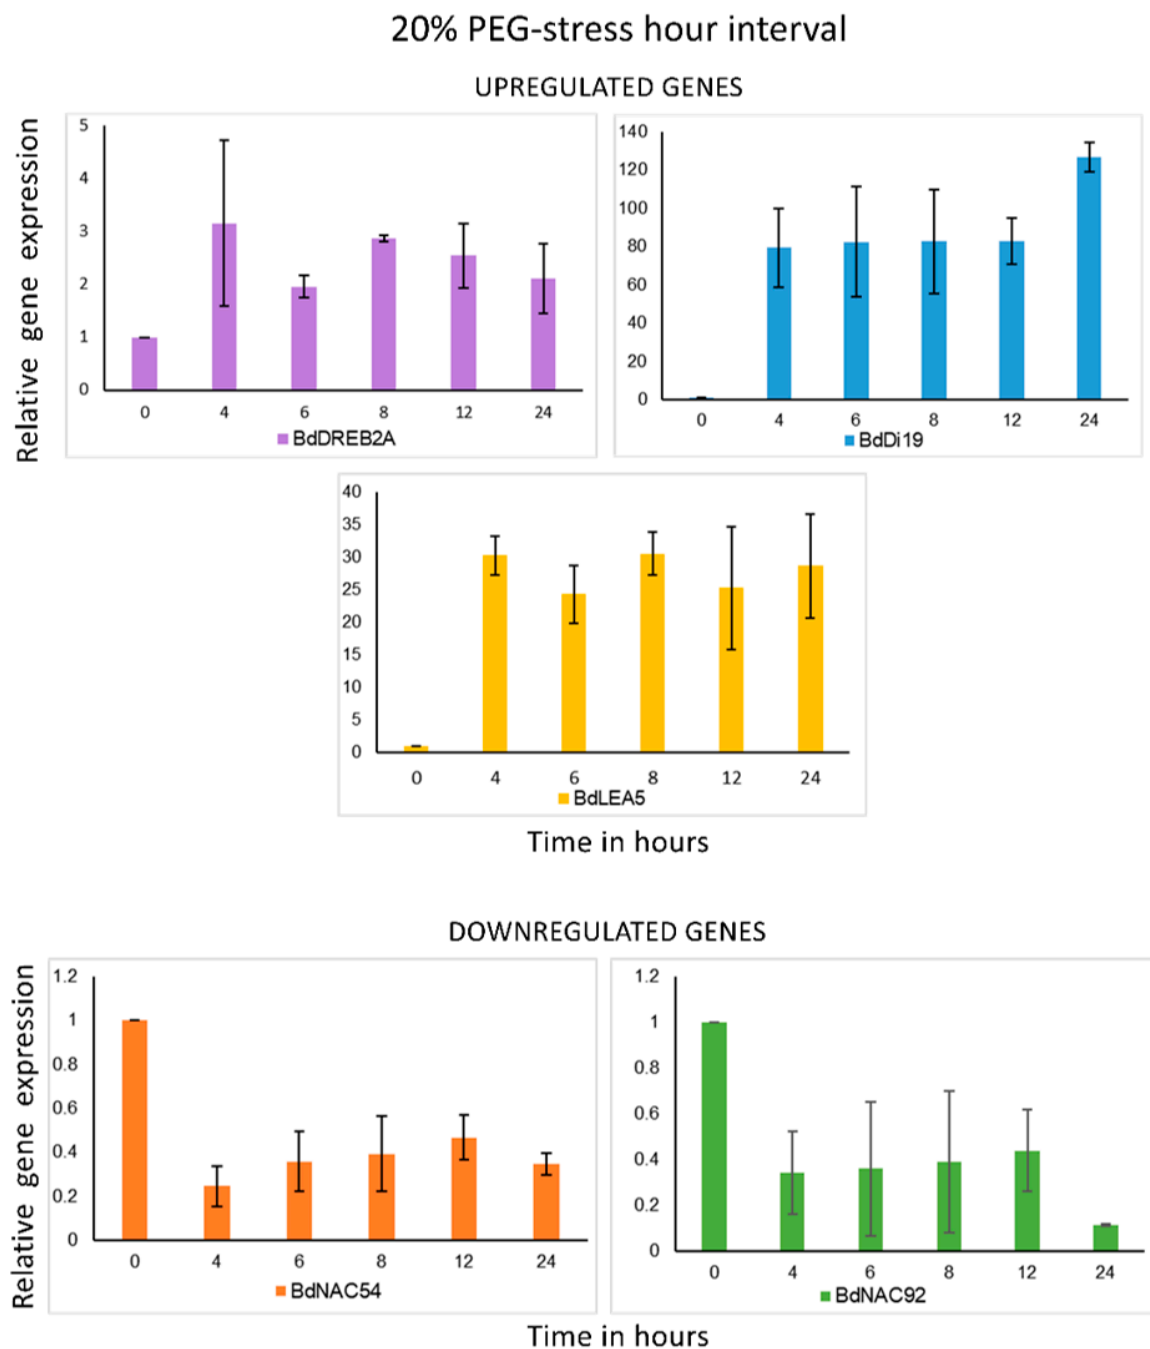 20% PEG-stress hour interval
UPREGULATED GENES
Relative gene expression
5
4
3
2
1
0
0 4 6 8 12 24
BdDREB2A
140
120
100
80
60
40
20
0
0 4 6 8 12 24
BdDi19
40
35
30
25
20
15
10
5
0
0 4 6 8 12 24
BdLEA5
Time in hours
DOWNREGULATED GENES
Relative gene expression
1.2
1
0.8
0.6
0.4
0.2
0
0 4 6 8 12 24
BdNAC54
1.2
1
0.8
0.6
0.4
0.2
0
0 4 6 8 12 24
BdNAC92
Time in hours